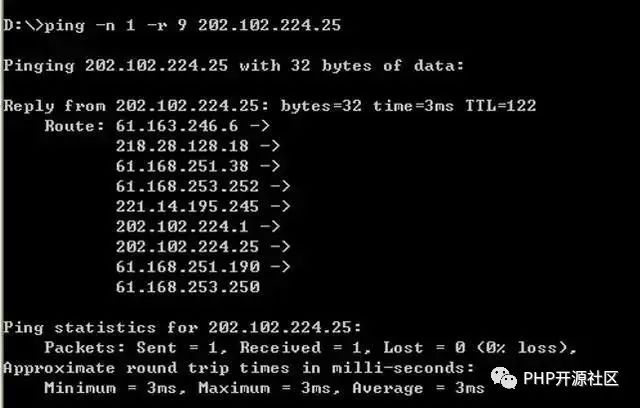 D:\>ping -n 1 -r 9 202.102.224.25
Pinging 202.102.224.25 with 32 bytes of data:
Reply from 202.102.224.25: bytes=32 time=3ms TTL=122
Route: 61.163.246.6 ->
218.28.128.18 ->
61.168.251.38 ->
61.168.253.252 ->
221.14.195.245 ->
202.102.224.1 ->
202.102.224.25 ->
61.168.251.190 ->
61.168.253.250
Ping statistics for 202.102.224.25:
Packets: Sent = 1, Received = 1, Lost = 0 (0% loss),
Approximate round trip times in milli-seconds:
Minimum = 3ms, Maximum = 3ms, Average = 3ms
PHP开源社区